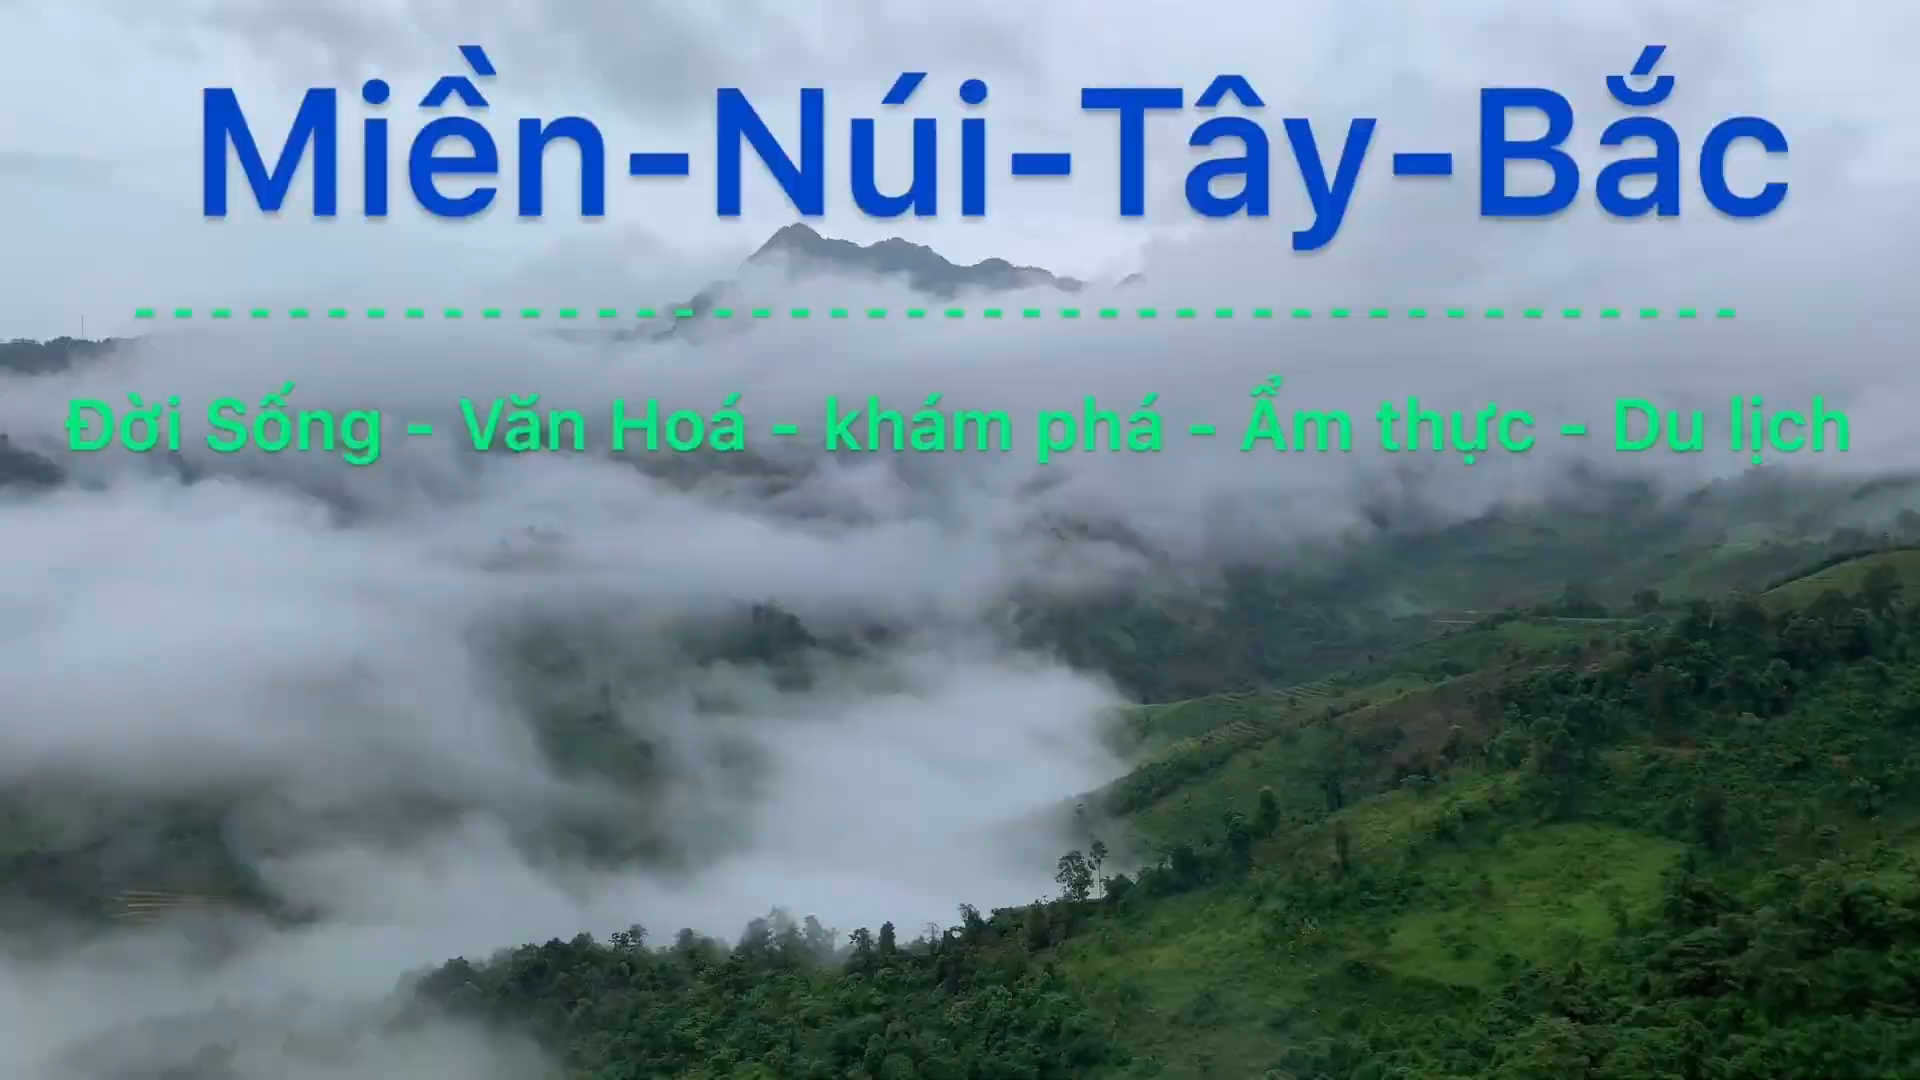 Miền-Núi-Tây-Bắc
------------------------------------------
Đời Sống - Văn Hoá - khám phá - Ẩm thực - Du lịch